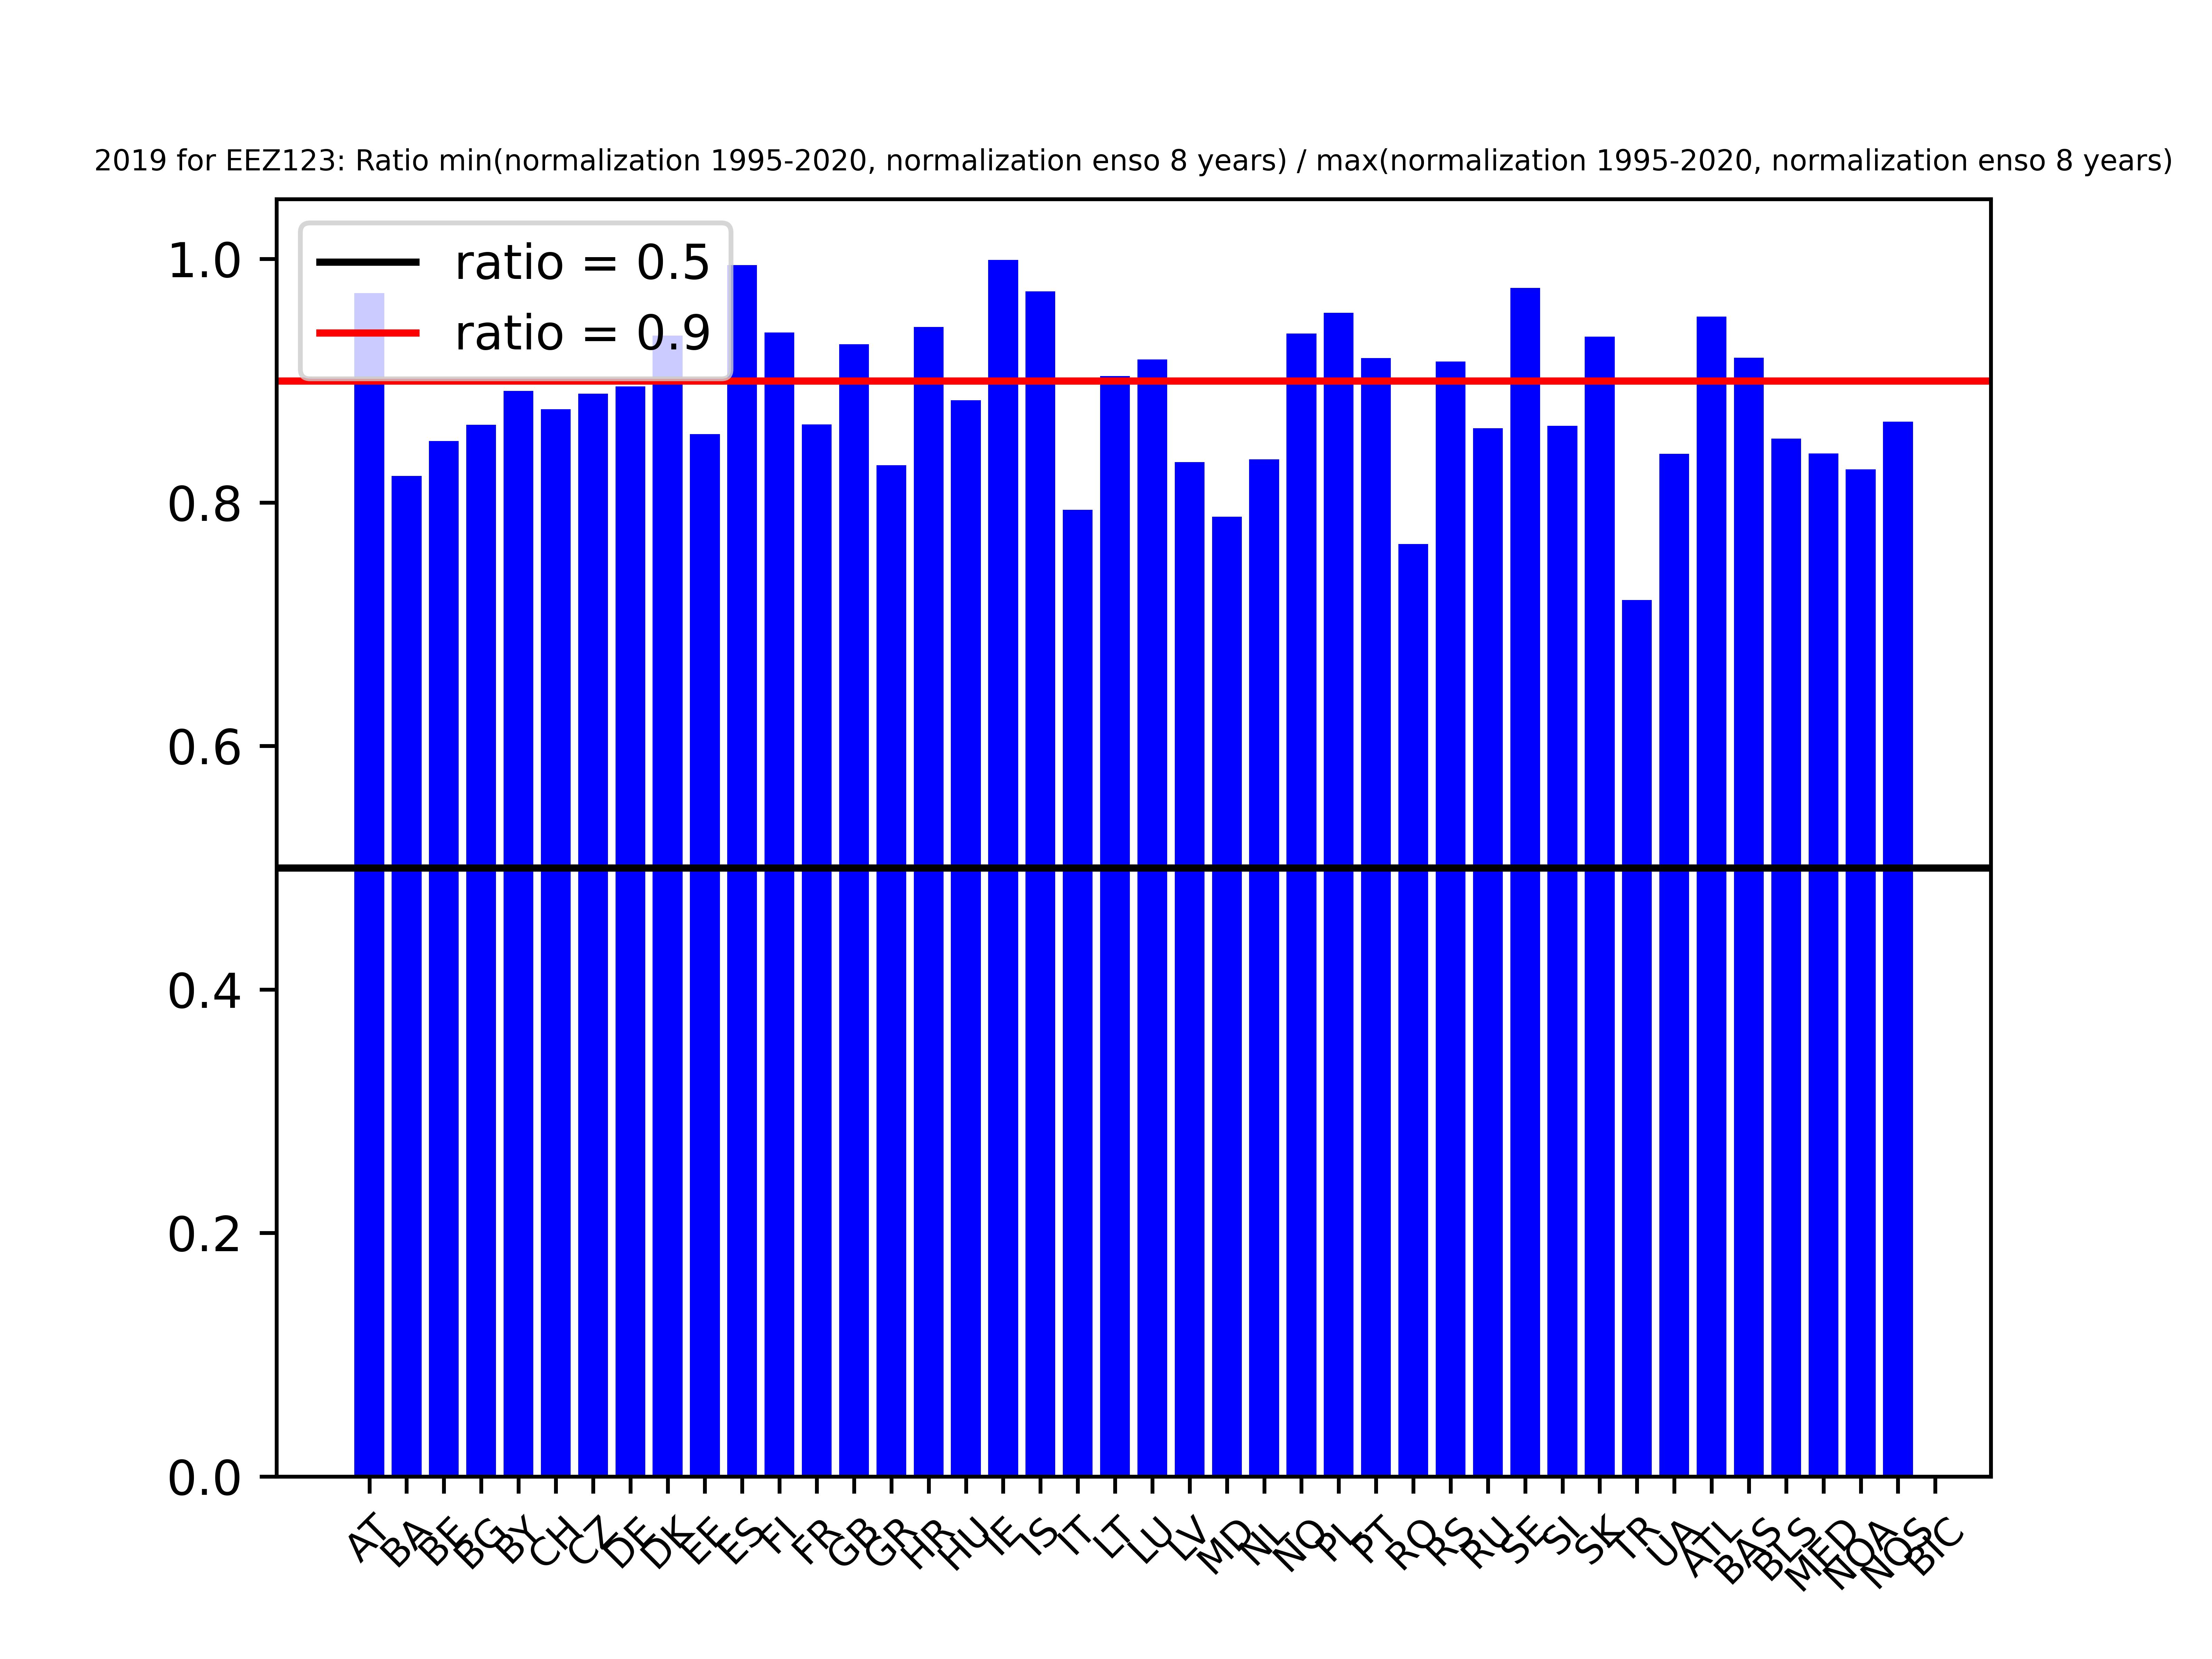 2019 for EEZ123: Ratio min(normalization 1995-2020, normalization enso 8 years) / max(normalization 1995-2020, normalization enso 8 years)
ratio = 0.5
ratio = 0.9
1.0
0.8
0.6
0.4
0.2
0.0
AT BA BE BG BY CH CZ DE DK EE ES FI FR GB GR HR HU IE IS IT LT LU LV MD NL NO PL PT RO RS RU SE SI SK TR UA ATL BAS BLS MED NOA NOS BIC